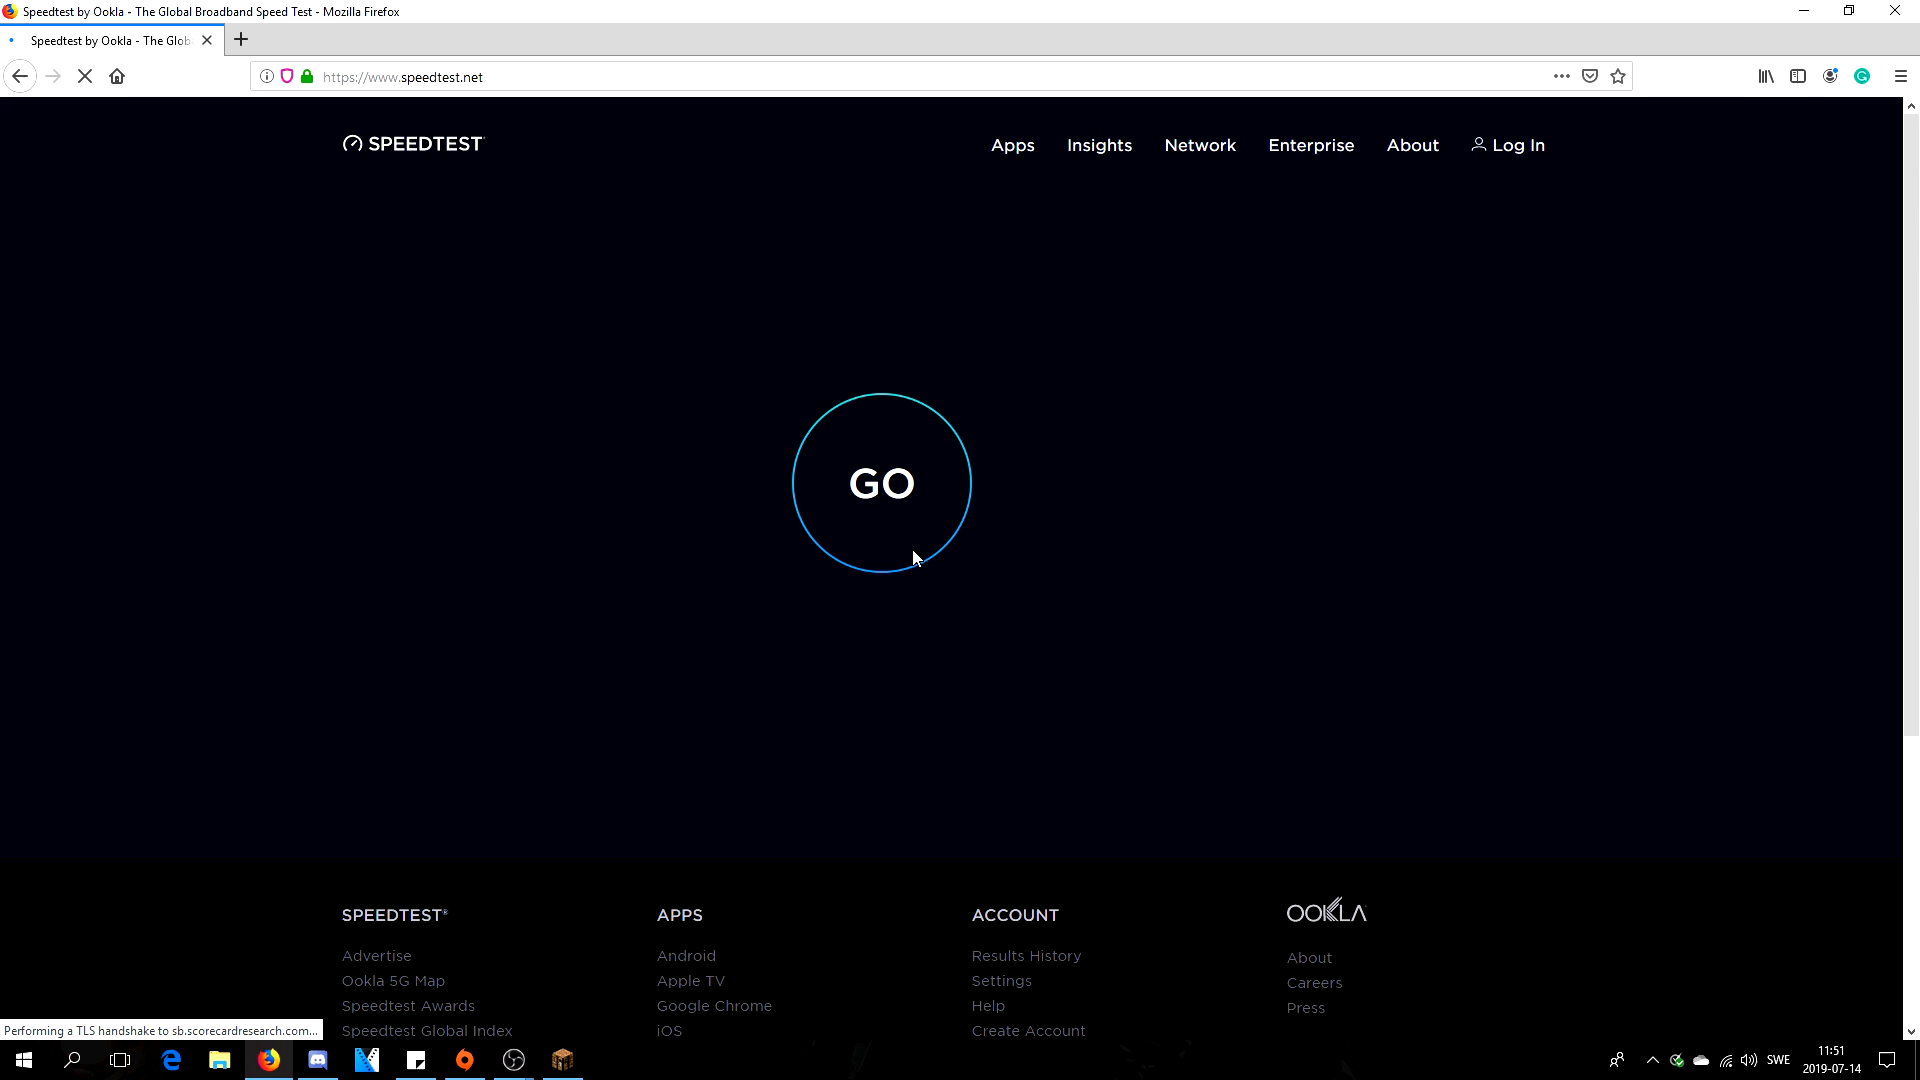 Speedtest by Ookla - The Global Broadband Speed Test - Mozilla Firefox
Speedtest by Ookla - The Glob
https://www.speedtest.net
SPEEDTEST
Apps Insights Network Enterprise About Log In
GO
SPEEDTEST® APPS ACCOUNT OOKLA
Advertise Android Results History About
Ookla 5G Map Apple TV Settings Careers
Speedtest Awards Google Chrome Help Press
Speedtest Global Index iOS Create Account
Performing a TLS handshake to sb.scorecardresearch.com...
SWE
11:51
2019-07-14